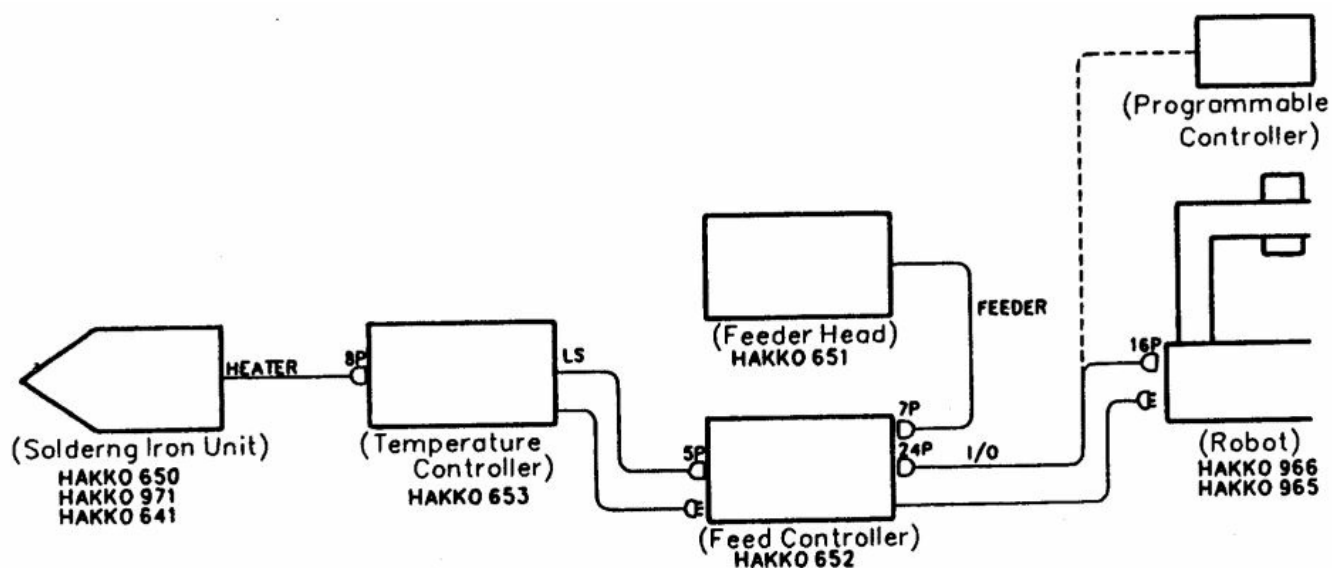 (Programmable
Controller)
FEEDER
(Feeder Head)
HAKKO 651
16P
HEATER
8P
LS
7P
24P
I/O
5P
(Solderng Iron Unit)
HAKKO 650
HAKKO 971
HAKKO 641
(Temperature
Controller)
HAKKO 653
(Feed Controller)
HAKKO 652
(Robot)
HAKKO 966
HAKKO 965